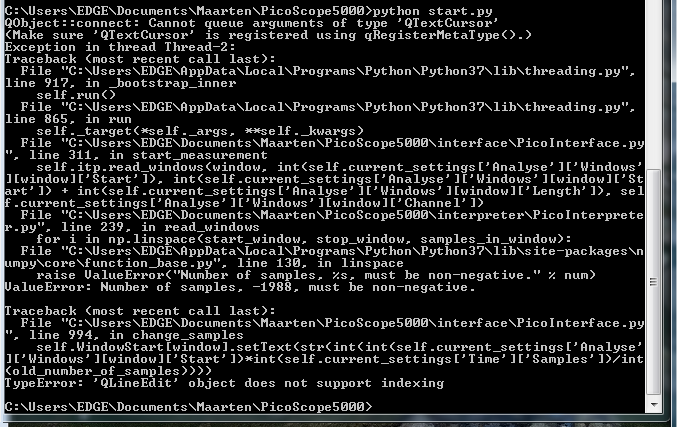 C:\Users\EDGE\Documents\Maarten\PicoScope5000>python start.py
QObject::connect: Cannot queue arguments of type 'QTextCursor'
(Make sure 'QTextCursor' is registered using qRegisterMetaType().)
Exception in thread Thread-2:
Traceback (most recent call last):
  File "C:\Users\EDGE\AppData\Local\Programs\Python\Python37\lib\threading.py",
line 917, in _bootstrap_inner
    self.run()
  File "C:\Users\EDGE\AppData\Local\Programs\Python\Python37\lib\threading.py",
line 865, in run
    self._target(*self._args, **self._kwargs)
  File "C:\Users\EDGE\Documents\Maarten\PicoScope5000\interface\PicoInterface.py
", line 311, in start_measurement
    self.itp.read_windows(window, int(self.current_settings['Analyse']['Windows'
][window]['Start']), int(self.current_settings['Analyse']['Windows'][window]['St
art']) + int(self.current_settings['Analyse']['Windows'][window]['Length']), sel
f.current_settings['Analyse']['Windows'][window]['Channel'])
  File "C:\Users\EDGE\Documents\Maarten\PicoScope5000\interpreter\PicoInterprete
r.py", line 239, in read_windows
    for i in np.linspace(start_window, stop_window, samples_in_window):
  File "C:\Users\EDGE\AppData\Local\Programs\Python\Python37\lib\site-packages\n
umpy\core\function_base.py", line 130, in linspace
    raise ValueError("Number of samples, %s, must be non-negative." % num)
ValueError: Number of samples, -1988, must be non-negative.

Traceback (most recent call last):
  File "C:\Users\EDGE\Documents\Maarten\PicoScope5000\interface\PicoInterface.py
", line 994, in change_samples
    self.WindowStart[window].setText(str(int(int(self.current_settings['Analyse'
]['Windows'][window]['Start'])*int(self.current_settings['Time']['Samples'])/int
(old_number_of_samples))))
TypeError: 'QLineEdit' object does not support indexing

C:\Users\EDGE\Documents\Maarten\PicoScope5000>